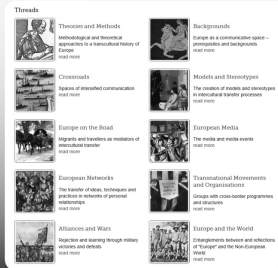 Threads
Theories and Methods
Methodological and theoretical
approaches to a transcultural history of
Europe
read more
Backgrounds
Europe as a communicative space –
prerequisites and backgrounds
read more
Crossroads
Spaces of intensified communication
read more
Models and Stereotypes
The creation of models and stereotypes
in intercultural transfer processes
read more
Europe on the Road
Migrants and travellers as mediators of
intercultural transfer
read more
European Media
The media and media events
read more
European Networks
The transfer of ideas, techniques and
practices in networks of personal
relationships
read more
Transnational Movements
and Organisations
Groups with cross-border programmes
and structures
read more
Alliances and Wars
Rejection and learning through military
victories and defeats
read more
Europe and the World
Entanglements between and reflections
of "Europe" and the Non-European
World
read more